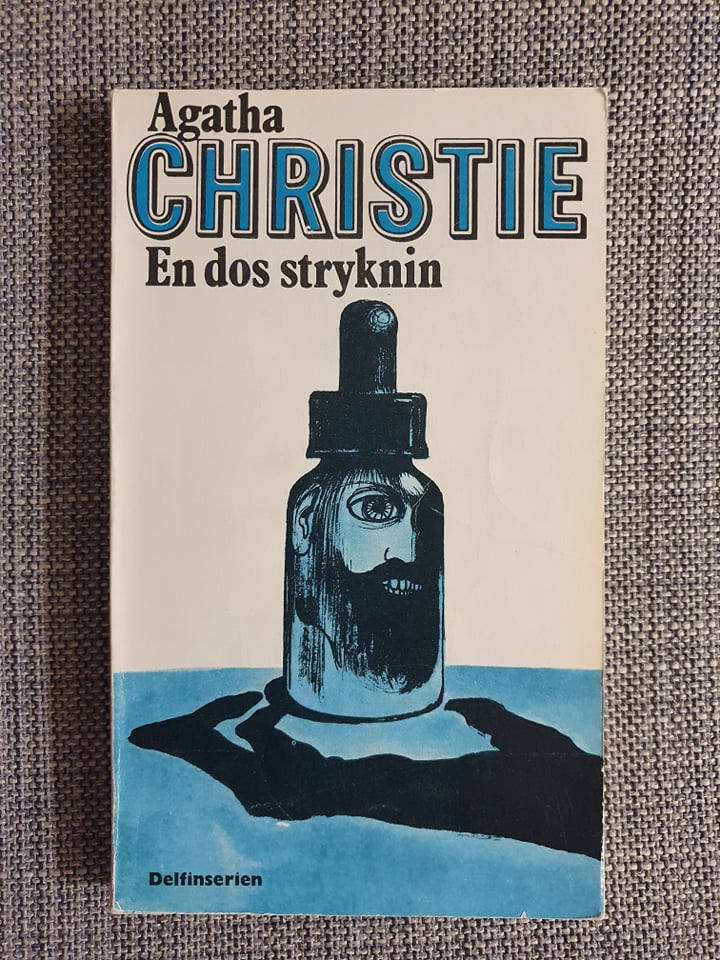 Agatha
CHRISTIE
En dos stryknin
Delfinserien